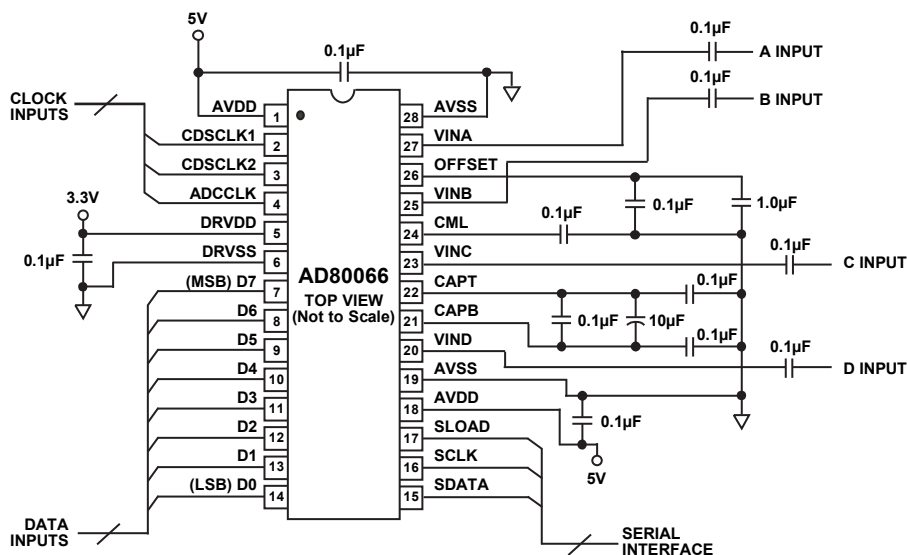 5V
0.1µF
0.1µF
A INPUT
0.1µF
B INPUT
CLOCK
INPUTS
AVDD
1
28
AVSS
CDSCLK1
2
27
VINA
CDSCLK2
3
26
OFFSET
ADCCLK
4
25
VINB
3.3V
DRVDD
5
24
CML
0.1µF
0.1µF
1.0µF
0.1µF
DRVSS
6
23
VINC
0.1µF
C INPUT
AD80066
TOP VIEW
(Not to Scale)
(MSB) D7
7
22
CAPT
0.1µF
D6
8
21
CAPB
0.1µF
10µF
0.1µF
D5
9
20
VIND
0.1µF
D INPUT
D4
10
19
AVSS
D3
11
18
AVDD
0.1µF
5V
D2
12
17
SLOAD
D1
13
16
SCLK
(LSB) D0
14
15
SDATA
DATA
INPUTS
SERIAL
INTERFACE